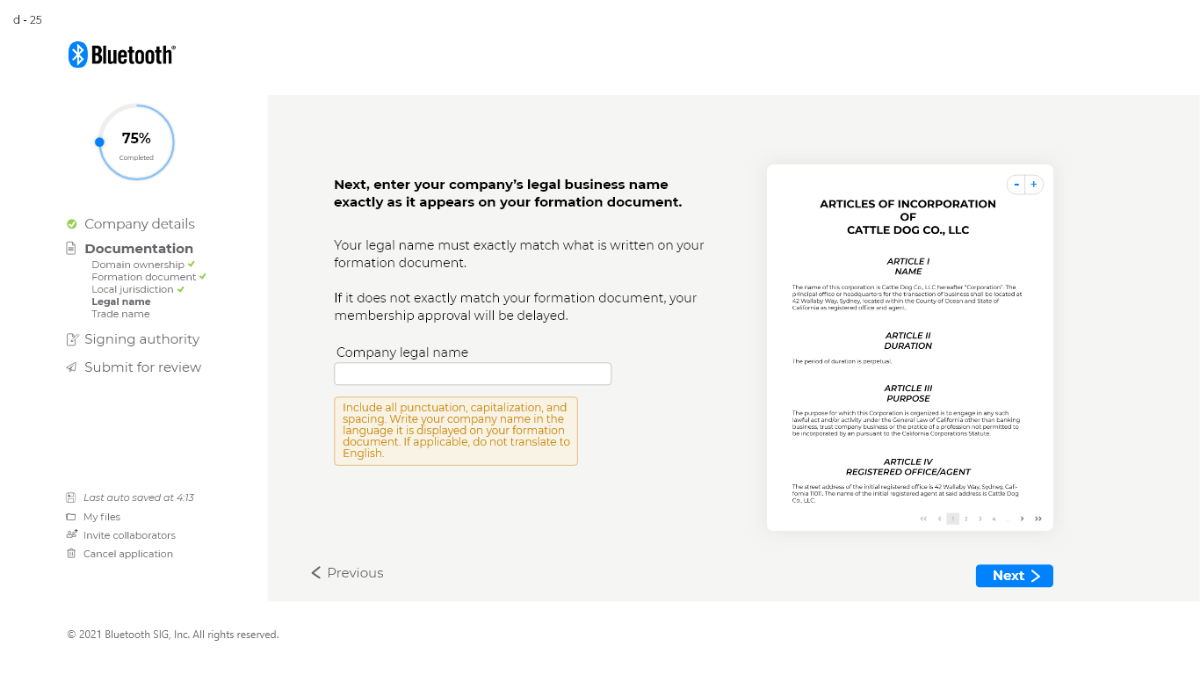 d - 25
Bluetooth®
75%
Completed
Company details
Documentation
Domain ownership
Formation document
Local jurisdiction
Legal name
Trade name
Signing authority
Submit for review
Last auto saved at 4:13
My files
Invite collaborators
Cancel application
Next, enter your company's legal business name
exactly as it appears on your formation document.
Your legal name must exactly match what is written on your
formation document.
If it does not exactly match your formation document, your
membership approval will be delayed.
Company legal name
Include all punctuation, capitalization, and
spacing. Write your company name in the
language it is displayed on your formation
document. If applicable, do not translate to
English.
Previous
- +
ARTICLES OF INCORPORATION
OF
CATTLE DOG CO., LLC
ARTICLE I
NAME
The name of this corporation is Cattle Dog Co., LLC hereafter "Corporation". The
principal office or headquarters for the transaction of business shall be located at
42 Wallaby Way, Sydney, located within the County of Ocean and State of
California as registered office and agent.
ARTICLE II
DURATION
The period of duration is perpetual.
ARTICLE III
PURPOSE
The purpose for which this Corporation is organized is to engage in any such
lawful act and/or activity under the General Law of California other than banking
business, trust company business or the pratice of a profession not permitted to
be incorporated by an pursuant to the California Corporations Statute.
ARTICLE IV
REGISTERED OFFICE/AGENT
The street address of the initial registered office is 42 Wallaby Way, Sydney, Cali-
fornia 11011. The name of the initial registered agent at said address is Cattle Dog
Co., LLC.
‹‹ ‹ 1 2 3 4 ... › ››
Next
© 2021 Bluetooth SIG, Inc. All rights reserved.